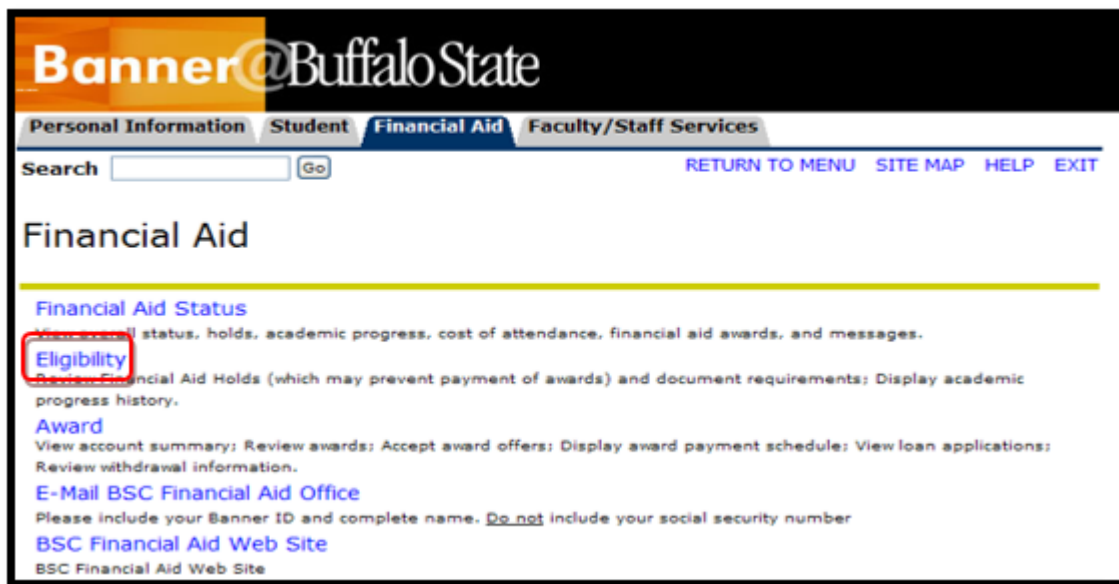 Banner@Buffalo State
Personal Information Student Financial Aid Faculty/Staff Services
Search Go RETURN TO MENU SITE MAP HELP EXIT
Financial Aid
Financial Aid Status
View overall status, holds, academic progress, cost of attendance, financial aid awards, and messages.
Eligibility
Review Financial Aid Holds (which may prevent payment of awards) and document requirements; Display academic
progress history.
Award
View account summary; Review awards; Accept award offers; Display award payment schedule; View loan applications;
Review withdrawal information.
E-Mail BSC Financial Aid Office
Please include your Banner ID and complete name. Do not include your social security number
BSC Financial Aid Web Site
BSC Financial Aid Web Site